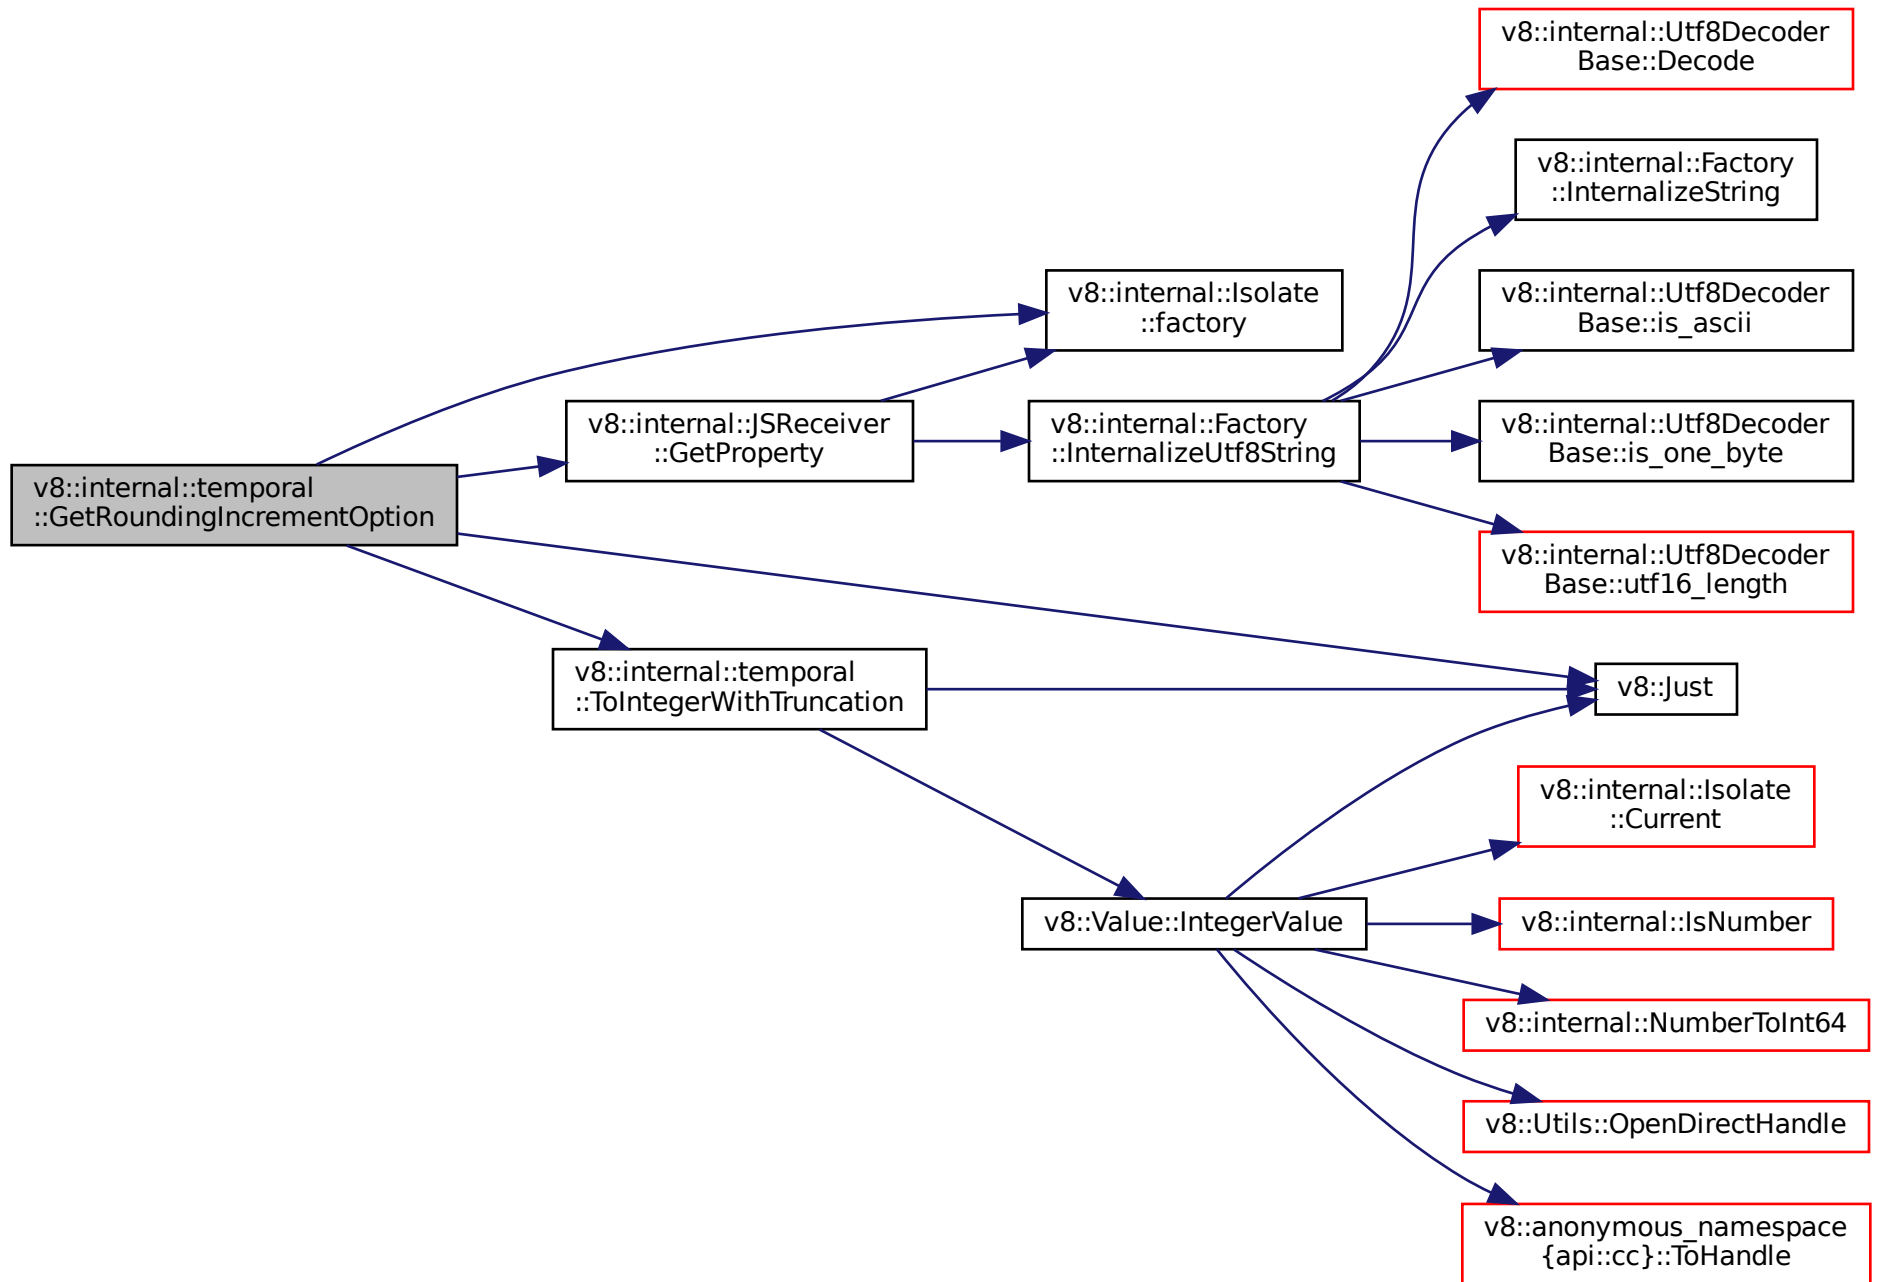 v8::internal::Utf8Decoder
Base::Decode
v8::internal::Factory
::InternalizeString
v8::internal::Isolate
::factory
v8::internal::Utf8Decoder
Base::is_ascii
v8::internal::JSReceiver
::GetProperty
v8::internal::Factory
::InternalizeUtf8String
v8::internal::Utf8Decoder
Base::is_one_byte
v8::internal::temporal
::GetRoundingIncrementOption
v8::internal::Utf8Decoder
Base::utf16_length
v8::internal::temporal
::ToIntegerWithTruncation
v8::Just
v8::internal::Isolate
::Current
v8::Value::IntegerValue
v8::internal::IsNumber
v8::internal::NumberToInt64
v8::Utils::OpenDirectHandle
v8::anonymous_namespace
{api::cc}::ToHandle